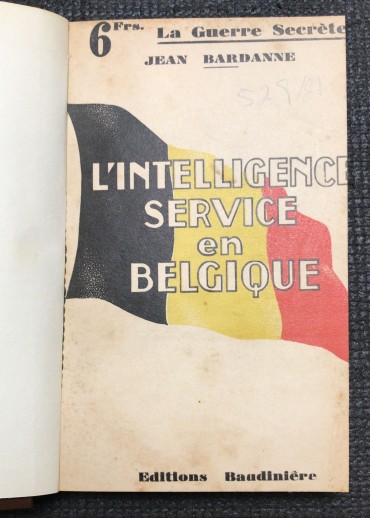 6 Frs. La Guerre Secrète
JEAN BARDANNE
L'INTELLIGENCE
SERVICE
en
BELGIQUE
Editions Baudinière